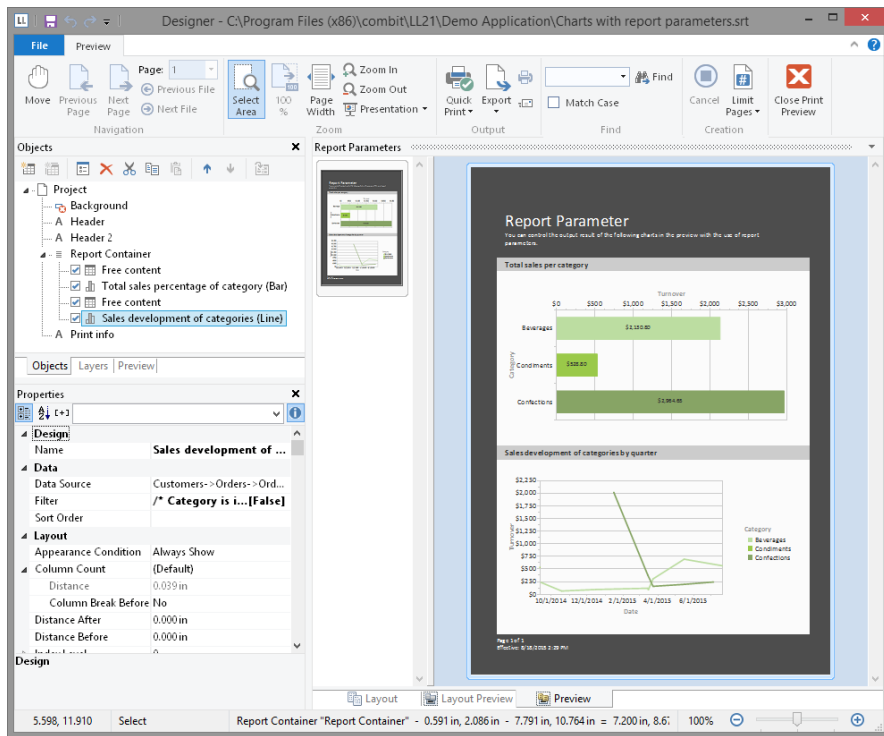 LL Designer - C:\Program Files (x86)\combit\LL21\Demo Application\Charts with report parameters.srt
File Preview
Move Previous Page Next Page Page: 1 Previous File Next File Navigation
Select Area 100 % Page Width Zoom In Zoom Out Presentation Zoom
Quick Print Export Output
Find Match Case Find
Cancel Limit Pages Creation
Close Print Preview
Objects
Project
Background
A Header
A Header 2
Report Container
Free content
Total sales percentage of category (Bar)
Free content
Sales development of categories (Line)
A Print info
Objects Layers Preview
Properties
[+]
Design
Name Sales development of ...
Data
Data Source Customers->Orders->Ord...
Filter /* Category is i...[False]
Sort Order
Layout
Appearance Condition Always Show
Column Count (Default)
Distance 0.039 in
Column Break Before No
Distance After 0.000 in
Distance Before 0.000 in
Design
Report Parameters
Report Parameter
You can control the output result of the following charts in the preview with the use of report
parameters.
Total sales per category
Turnover
$0 $500 $1,000 $1,500 $2,000 $2,500 $3,000
Category
Beverages
Condiments
Confections
Sales development of categories by quarter
$2,250
$2,000
$1,750
$1,500
$1,250
$1,000
$750
$500
$250
$0
Turnover
10/1/2014 12/1/2014 2/1/2015 4/1/2015 6/1/2015
Date
Category
Beverages
Condiments
Confections
Page 1 of 1
Layout Layout Preview Preview
5.598, 11.910 Select Report Container "Report Container" - 0.591 in, 2.086 in - 7.791 in, 10.764 in = 7.200 in, 8.67 100%